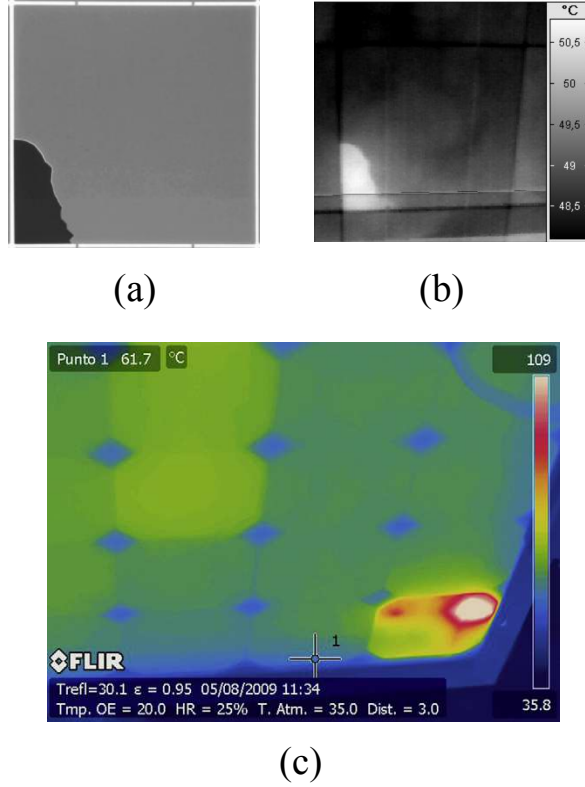 °C
50,5
50
49,5
49
48,5
(a)
(b)
Punto 1 61.7 °C
109
1
FLIR
Trefl=30.1 ε = 0.95 05/08/2009 11:34
Tmp. OE = 20.0 HR = 25% T. Atm. = 35.0 Dist. = 3.0
35.8
(c)